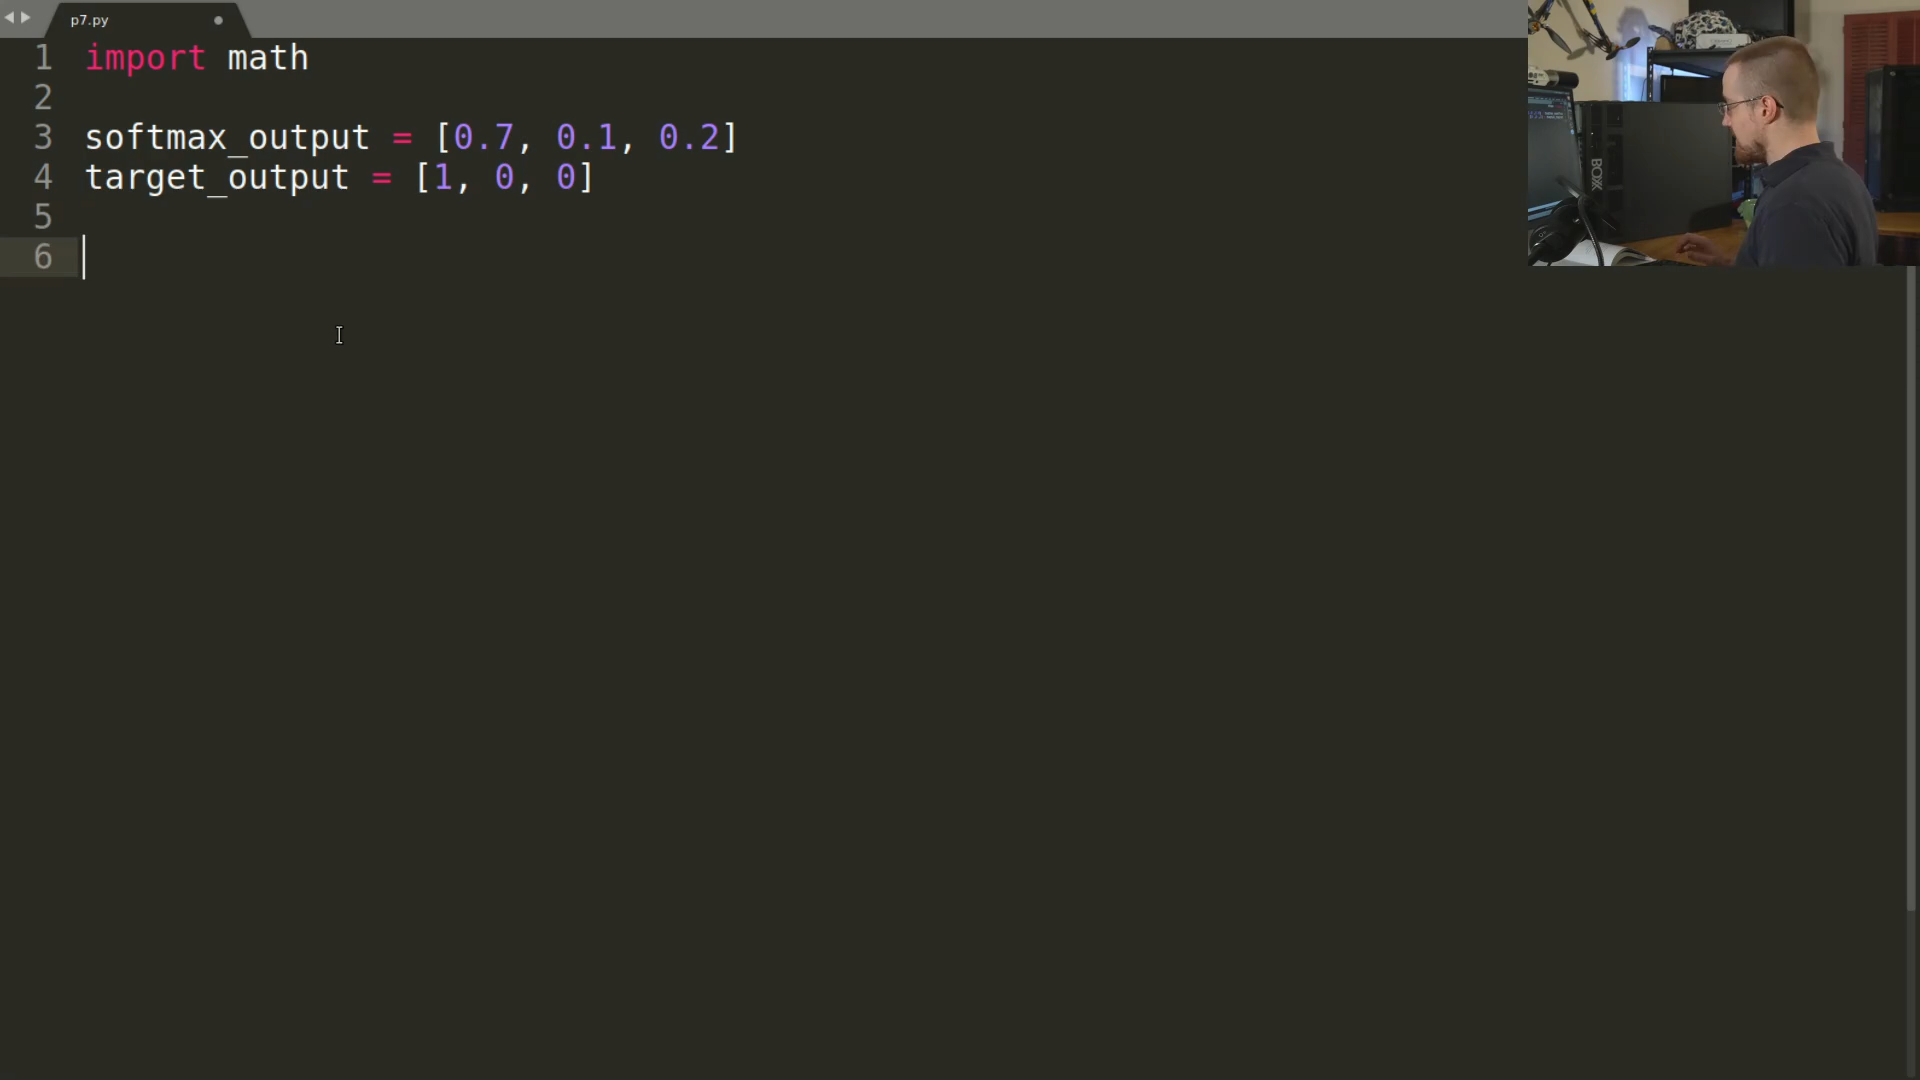 p7.py
1 import math
2
3 softmax_output = [0.7, 0.1, 0.2]
4 target_output = [1, 0, 0]
5
6
BOXX